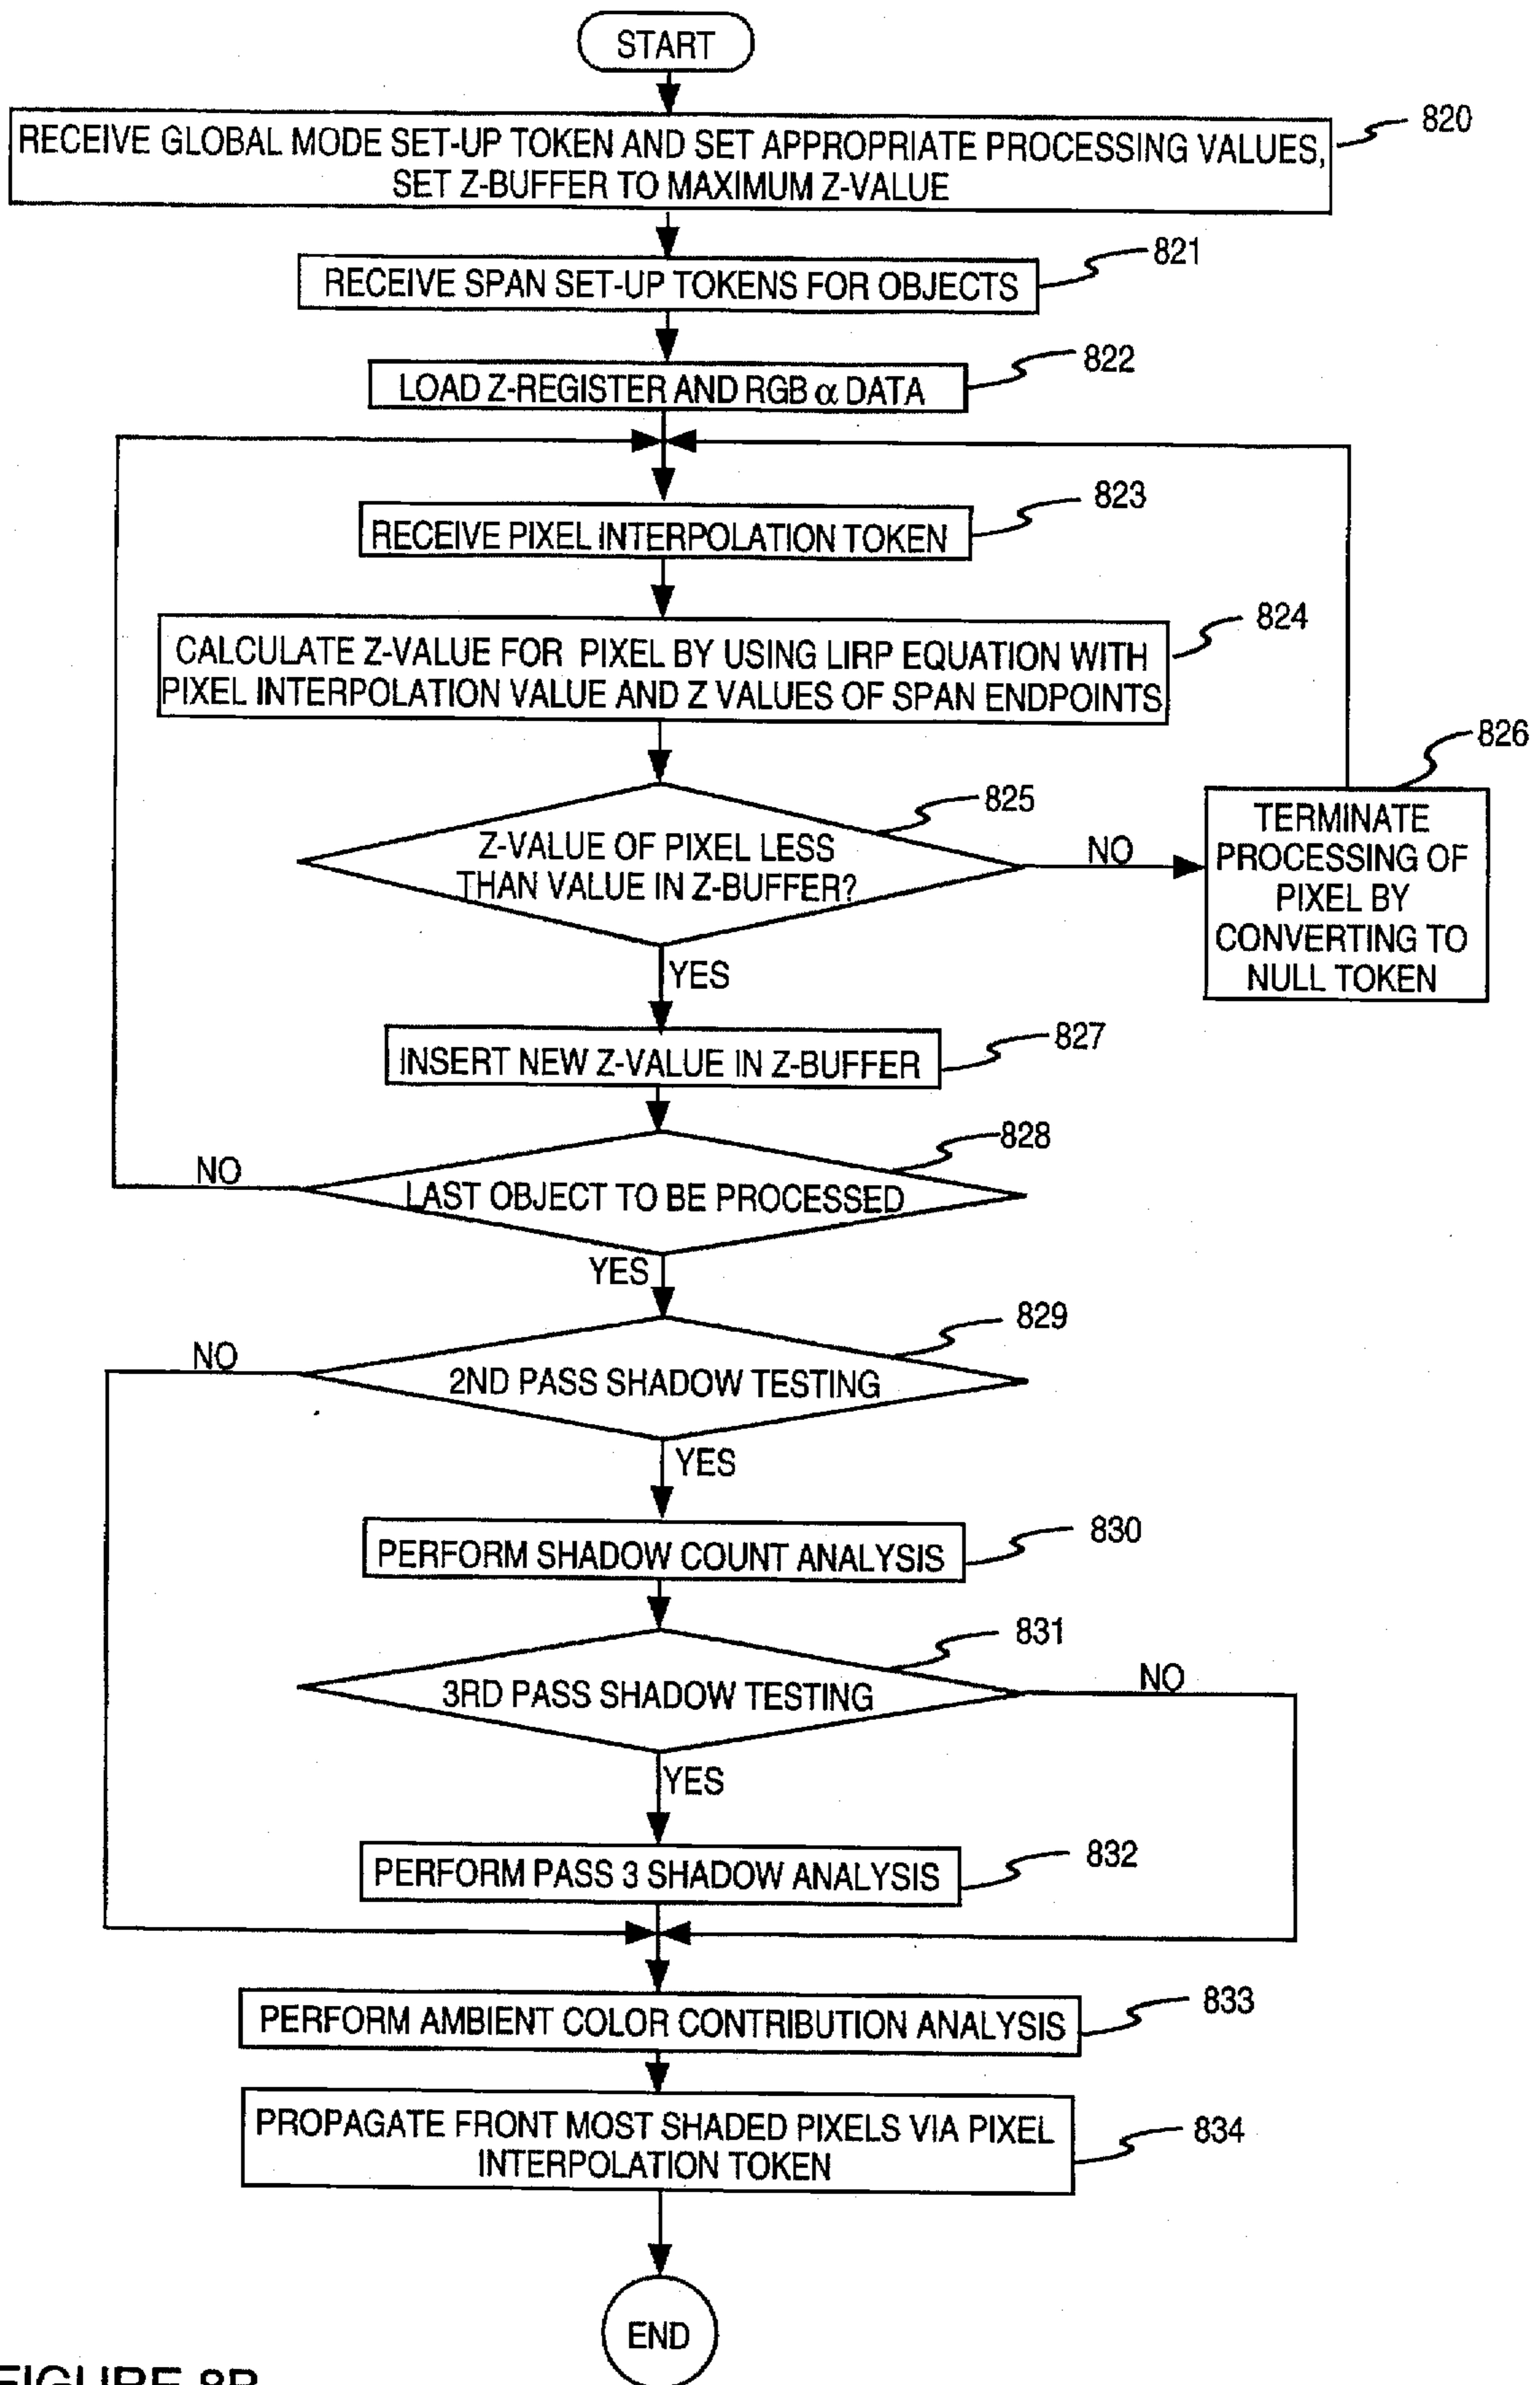 START
820
RECEIVE GLOBAL MODE SET-UP TOKEN AND SET APPROPRIATE PROCESSING VALUES,
SET Z-BUFFER TO MAXIMUM Z-VALUE
821
RECEIVE SPAN SET-UP TOKENS FOR OBJECTS
822
LOAD Z-REGISTER AND RGB α DATA
823
RECEIVE PIXEL INTERPOLATION TOKEN
824
CALCULATE Z-VALUE FOR PIXEL BY USING LIRP EQUATION WITH
PIXEL INTERPOLATION VALUE AND Z VALUES OF SPAN ENDPOINTS
825
Z-VALUE OF PIXEL LESS
THAN VALUE IN Z-BUFFER?
NO
826
TERMINATE
PROCESSING OF
PIXEL BY
CONVERTING TO
NULL TOKEN
YES
827
INSERT NEW Z-VALUE IN Z-BUFFER
828
NO
LAST OBJECT TO BE PROCESSED
YES
829
NO
2ND PASS SHADOW TESTING
YES
830
PERFORM SHADOW COUNT ANALYSIS
831
3RD PASS SHADOW TESTING
NO
YES
832
PERFORM PASS 3 SHADOW ANALYSIS
833
PERFORM AMBIENT COLOR CONTRIBUTION ANALYSIS
834
PROPAGATE FRONT MOST SHADED PIXELS VIA PIXEL
INTERPOLATION TOKEN
END